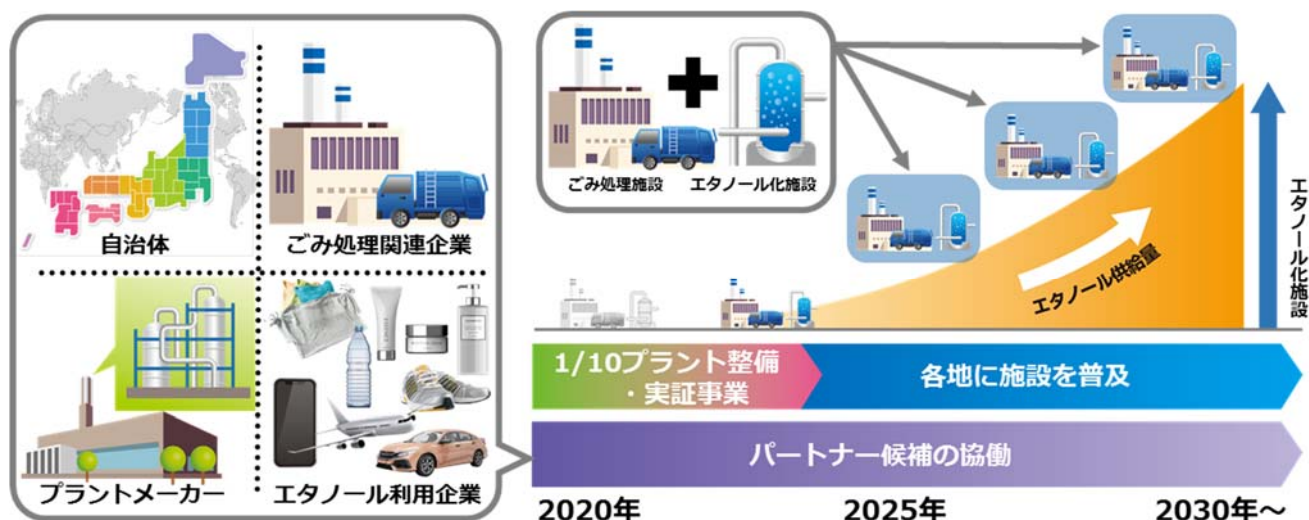 自治体
ごみ処理関連企業
プラントメーカー
エタノール利用企業
ごみ処理施設
エタノール化施設
エタノール供給量
エタノール化施設
1/10プラント整備
・実証事業
各地に施設を普及
パートナー候補の協働
2020年
2025年
2030年～